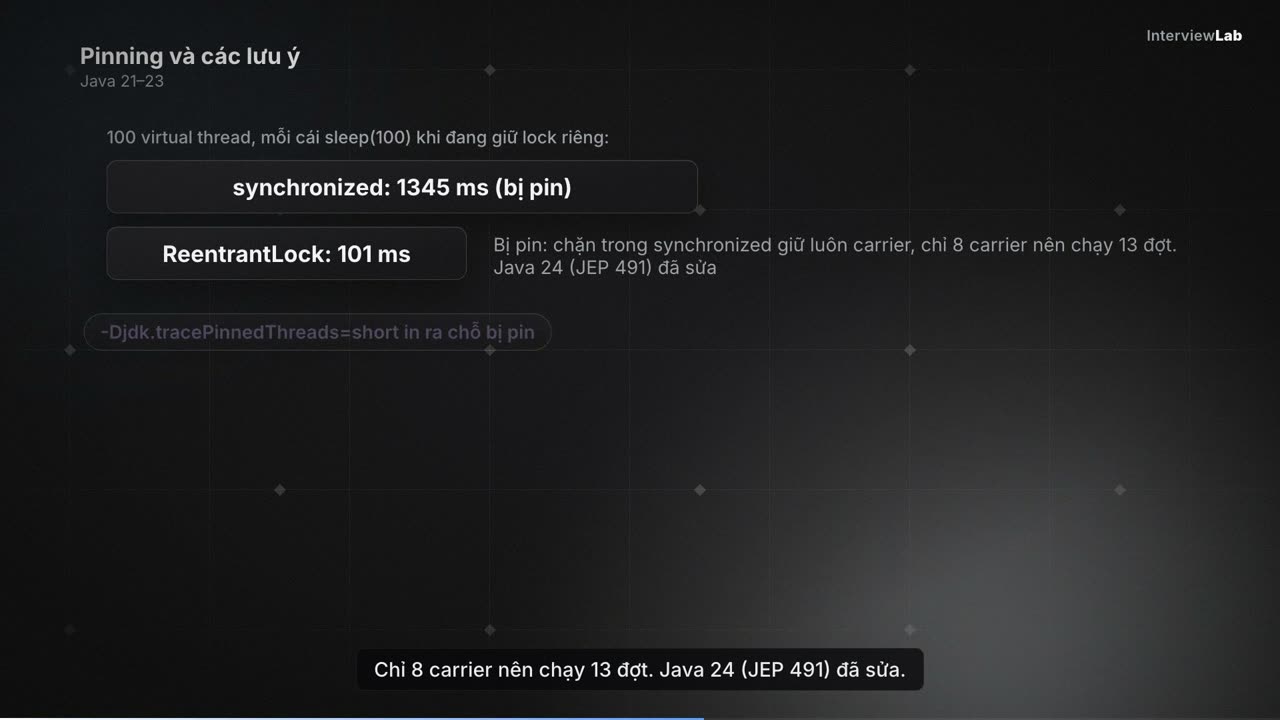 InterviewLab
Pinning và các lưu ý
Java 21–23
100 virtual thread, mỗi cái sleep(100) khi đang giữ lock riêng:
synchronized: 1345 ms (bị pin)
ReentrantLock: 101 ms
Bị pin: chặn trong synchronized giữ luôn carrier, chỉ 8 carrier nên chạy 13 đợt.
Java 24 (JEP 491) đã sửa
-Djdk.tracePinnedThreads=short in ra chỗ bị pin
Chỉ 8 carrier nên chạy 13 đợt. Java 24 (JEP 491) đã sửa.